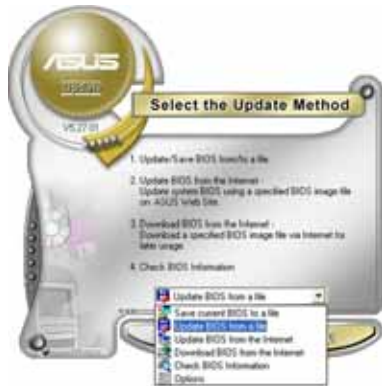 ASUS
Update
V5.27.01
Select the Update Method
1. Update/Save BIOS from/to a file
2. Update BIOS from the Internet -
Update system BIOS using a specified BIOS image file
on ASUS Web Site.
3. Download BIOS from the Internet -
Download a specified BIOS image file via Internet for
later usage.
4. Check BIOS Information
Update BIOS from a file
Save current BIOS to a file
Update BIOS from a file
Update BIOS from the Internet
Download BIOS from the Internet
Check BIOS Information
Options